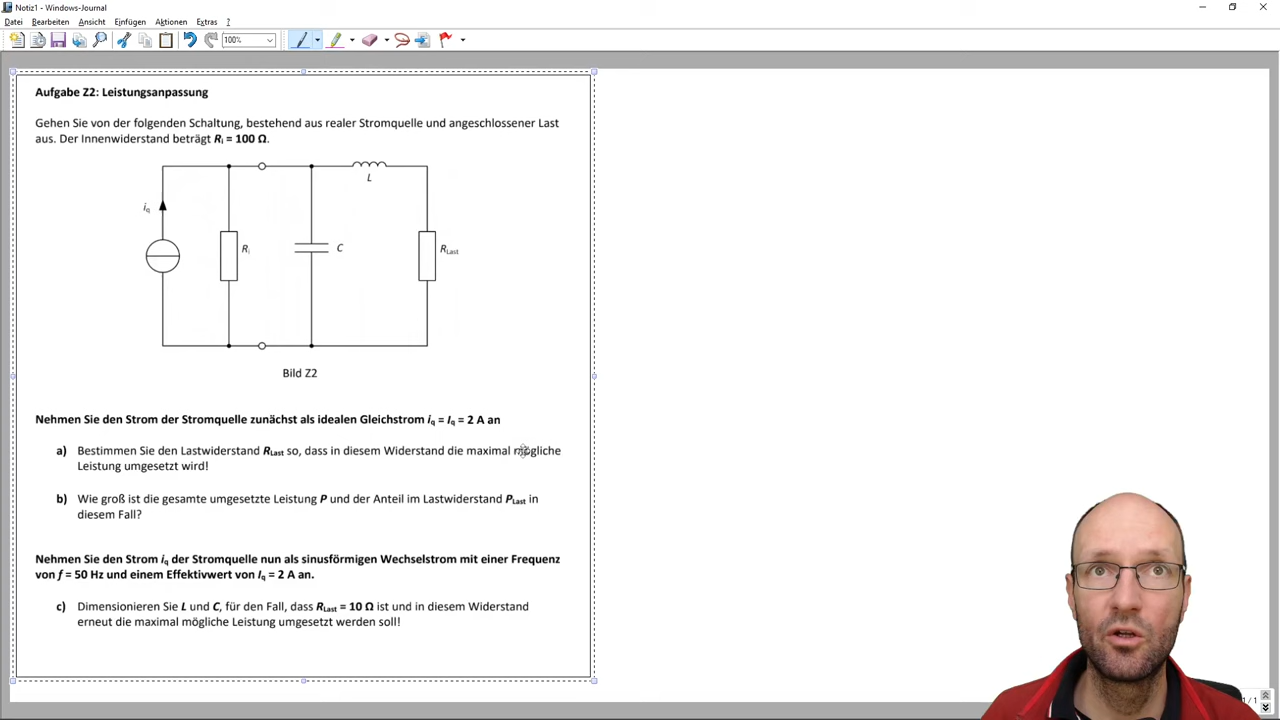 Notiz1 - Windows-Journal
Datei Bearbeiten Ansicht Einfügen Aktionen Extras ?
100%
Aufgabe Z2: Leistungsanpassung
Gehen Sie von der folgenden Schaltung, bestehend aus realer Stromquelle und angeschlossener Last
aus. Der Innenwiderstand beträgt Ri = 100 Ω.
L
iq
Ri
C
RLast
Bild Z2
Nehmen Sie den Strom der Stromquelle zunächst als idealen Gleichstrom iq = Iq = 2 A an
a) Bestimmen Sie den Lastwiderstand RLast so, dass in diesem Widerstand die maximal mögliche
Leistung umgesetzt wird!
b) Wie groß ist die gesamte umgesetzte Leistung P und der Anteil im Lastwiderstand PLast in
diesem Fall?
Nehmen Sie den Strom iq der Stromquelle nun als sinusförmigen Wechselstrom mit einer Frequenz
von f = 50 Hz und einem Effektivwert von Iq = 2 A an.
c) Dimensionieren Sie L und C, für den Fall, dass RLast = 10 Ω ist und in diesem Widerstand
erneut die maximal mögliche Leistung umgesetzt werden soll!